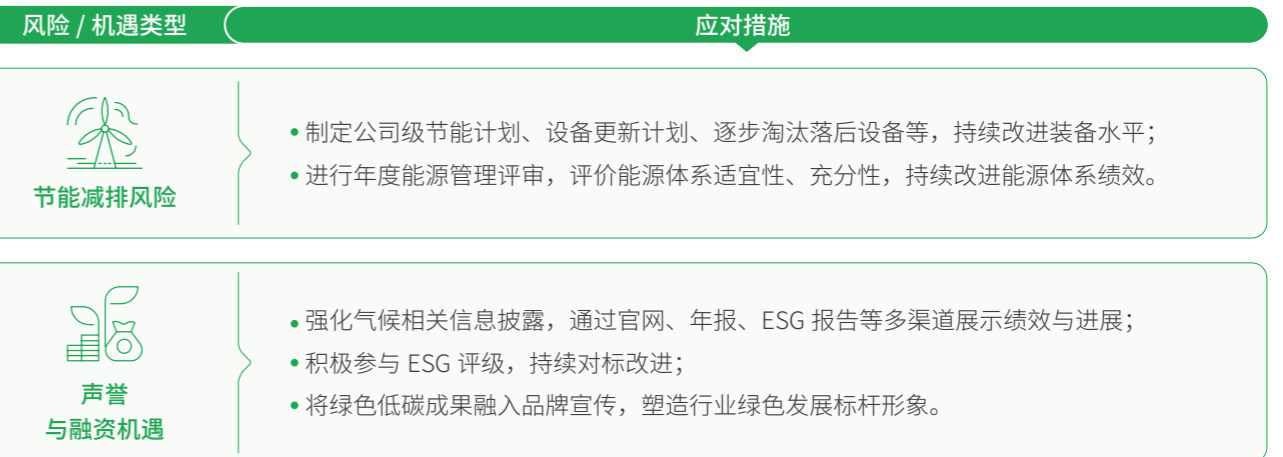 风险 / 机遇类型
应对措施
节能减排风险
• 制定公司级节能计划、设备更新计划、逐步淘汰落后设备等，持续改进装备水平；
• 进行年度能源管理评审，评价能源体系适宜性、充分性，持续改进能源体系绩效。
声誉
与融资机遇
• 强化气候相关信息披露，通过官网、年报、ESG 报告等多渠道展示绩效与进展；
• 积极参与 ESG 评级，持续对标改进；
• 将绿色低碳成果融入品牌宣传，塑造行业绿色发展标杆形象。